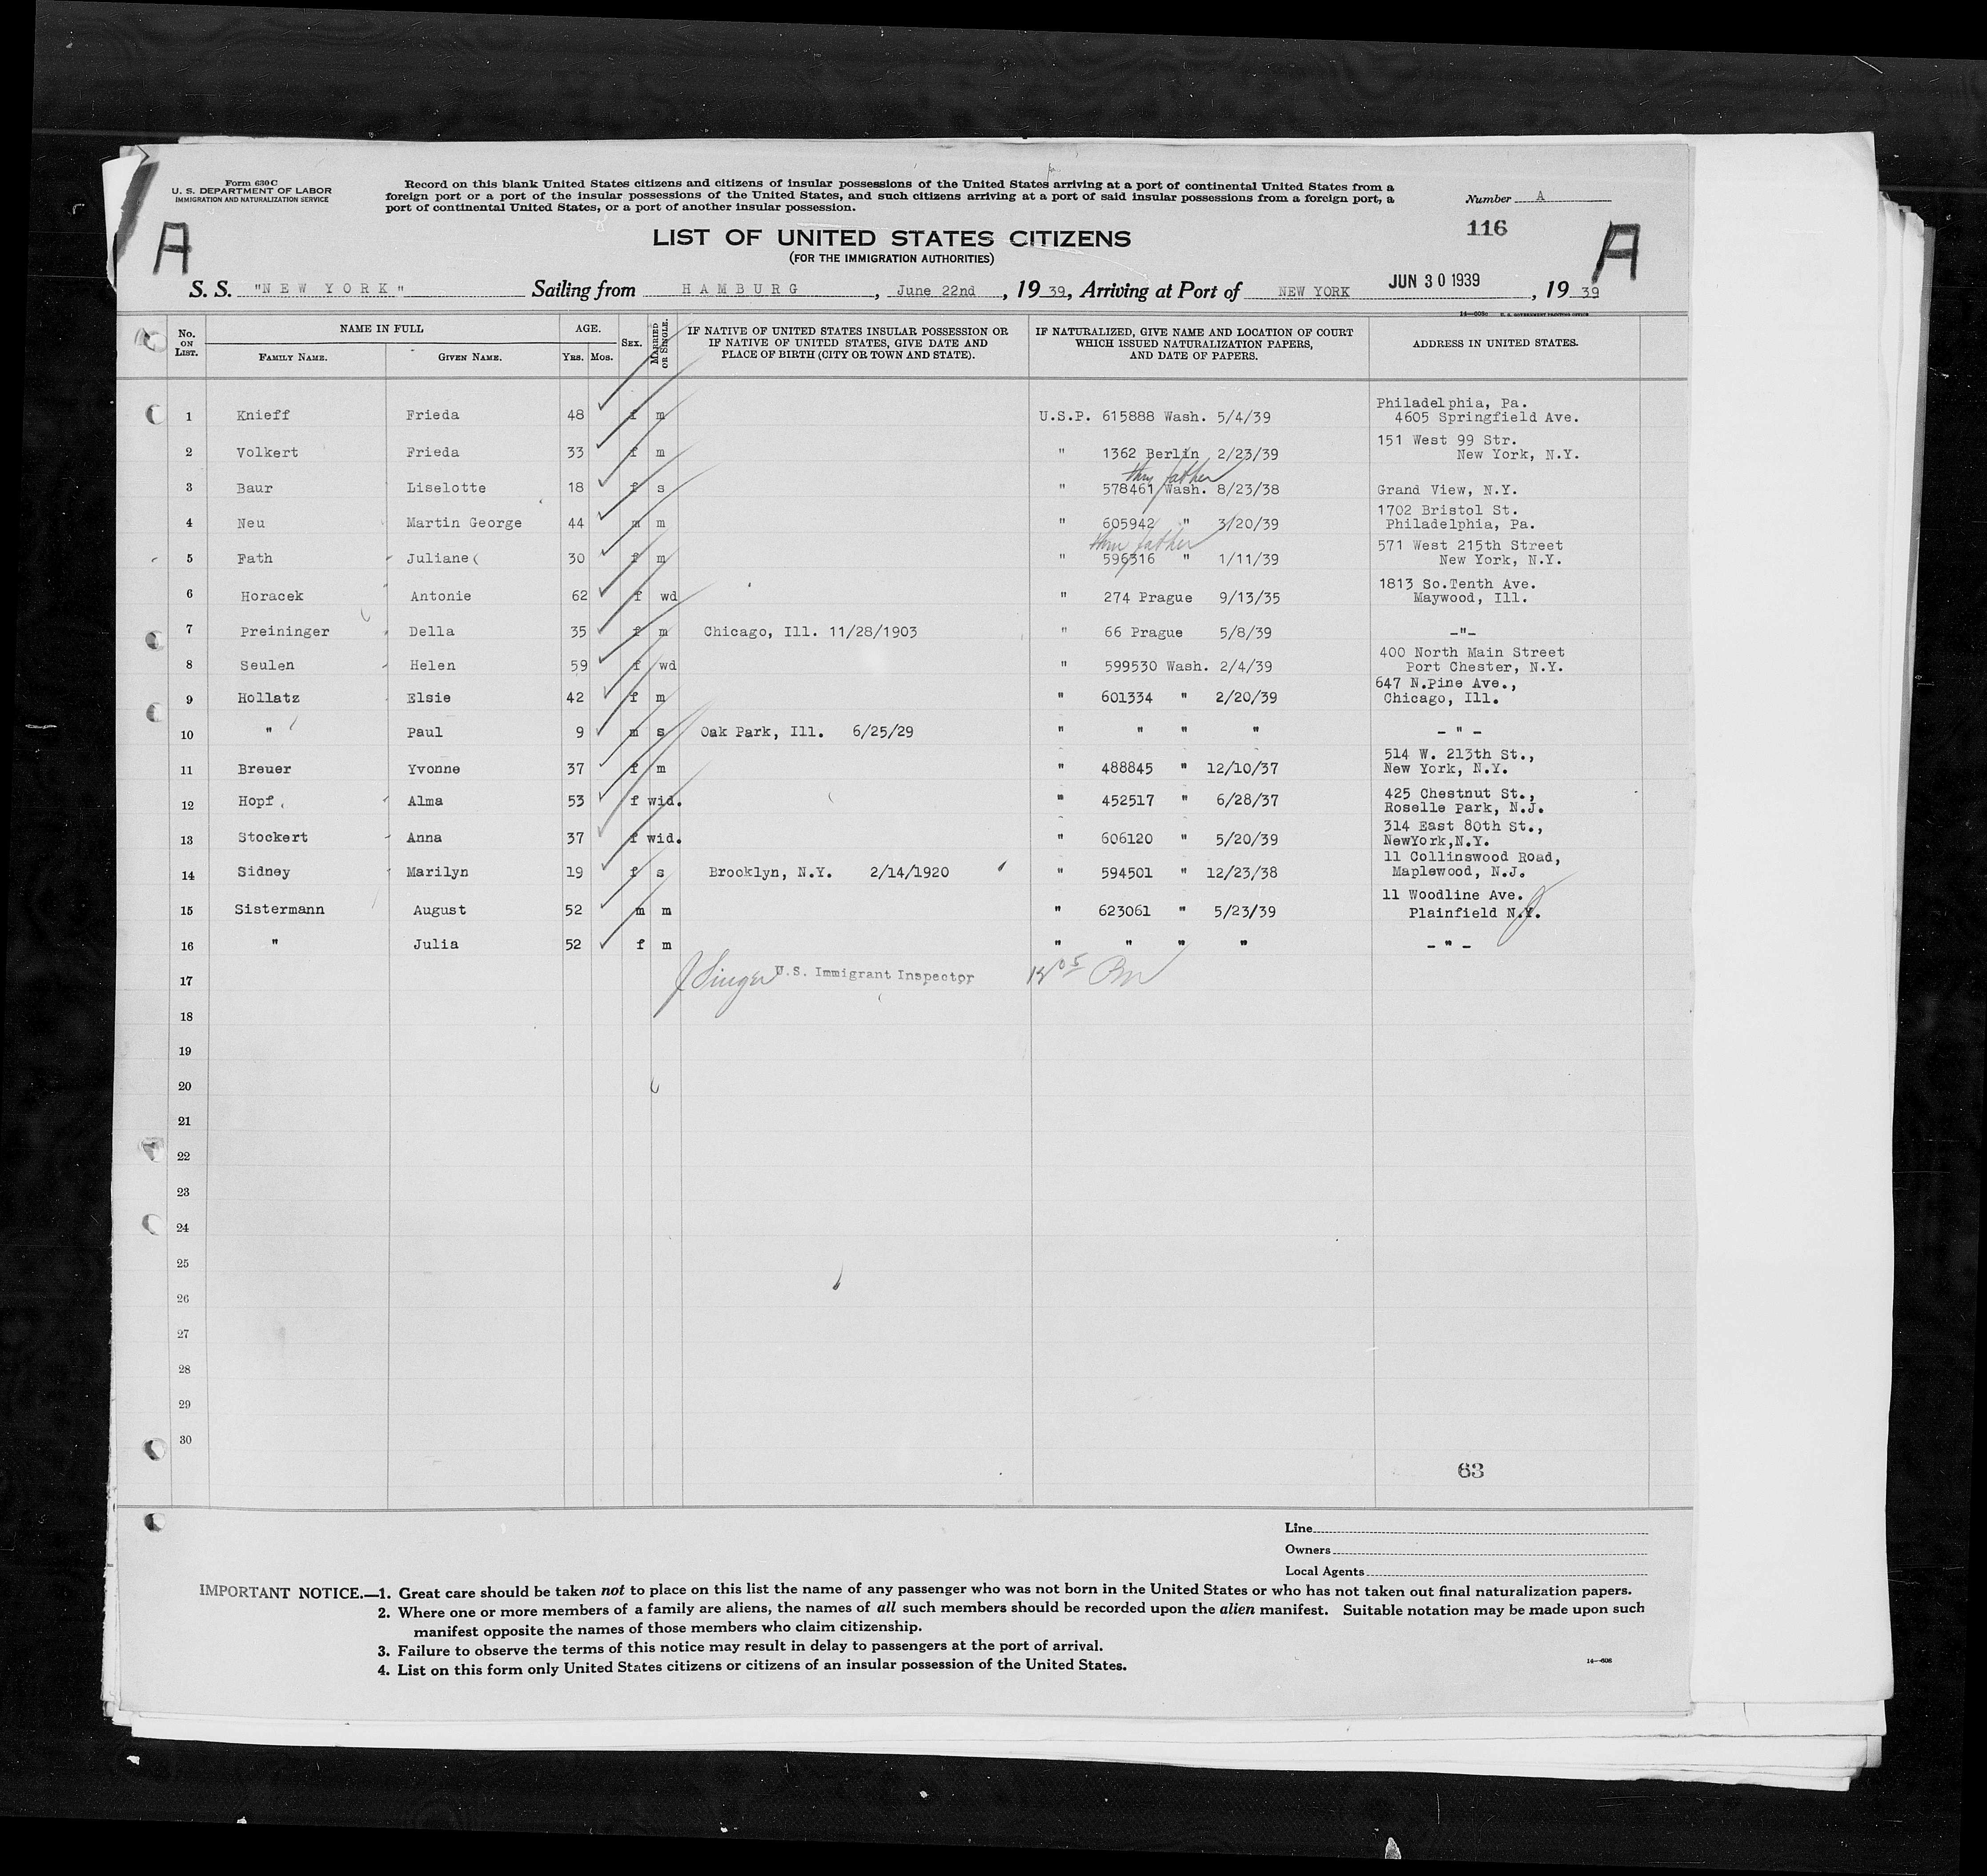 Form 630 C
U. S. DEPARTMENT OF LABOR
IMMIGRATION AND NATURALIZATION SERVICE
Record on this blank United States citizens and citizens of insular possessions of the United States arriving at a port of continental United States from a
foreign port or a port of the insular possessions of the United States, and such citizens arriving at a port of said insular possessions from a foreign port, a
port of continental United States, or a port of another insular possession.
Number A
116
A
A
LIST OF UNITED STATES CITIZENS
(FOR THE IMMIGRATION AUTHORITIES)
S. S. "NEW YORK" Sailing from HAMBURG, June 22nd, 19 39, Arriving at Port of NEW YORK JUN 30 1939, 19 39
U. S. GOVERNMENT PRINTING OFFICE
No. ON LIST. NAME IN FULL FAMILY NAME. GIVEN NAME. AGE. YRS. MOS. SEX. MARRIED OR SINGLE. IF NATIVE OF UNITED STATES INSULAR POSSESSION OR IF NATIVE OF UNITED STATES, GIVE DATE AND PLACE OF BIRTH (CITY OR TOWN AND STATE). IF NATURALIZED, GIVE NAME AND LOCATION OF COURT WHICH ISSUED NATURALIZATION PAPERS, AND DATE OF PAPERS. ADDRESS IN UNITED STATES.
1 Knieff Frieda 48 f m U.S.P. 615888 Wash. 5/4/39 Philadelphia, Pa. 4605 Springfield Ave.
2 Volkert Frieda 33 f m " 1362 Berlin 2/23/39 151 West 99 Str. New York, N.Y.
thru father
3 Baur Liselotte 18 f s " 578461 Wash. 8/23/38 Grand View, N.Y.
4 Neu Martin George 44 m m " 605942 " 3/20/39 1702 Bristol St. Philadelphia, Pa.
thru father
5 Fath Juliane 30 f m " 596316 " 1/11/39 571 West 215th Street New York, N.Y.
6 Horacek Antonie 62 f wd " 274 Prague 9/13/35 1813 So.Tenth Ave. Maywood, Ill.
7 Preininger Della 35 f m Chicago, Ill. 11/28/1903 " 66 Prague 5/8/39 -"-
8 Seulen Helen 59 f wd " 599530 Wash. 2/4/39 400 North Main Street Port Chester, N.Y.
9 Hollatz Elsie 42 f m " 601334 " 2/20/39 647 N.Pine Ave., Chicago, Ill.
10 " Paul 9 m s Oak Park, Ill. 6/25/29 " " " " - " -
11 Breuer Yvonne 37 f m " 488845 " 12/10/37 514 W. 213th St., New York, N.Y.
12 Hopf Alma 53 f wid. " 452517 " 6/28/37 425 Chestnut St., Roselle Park, N.J.
13 Stockert Anna 37 f wid. " 606120 " 5/20/39 314 East 80th St., NewYork,N.Y.
14 Sidney Marilyn 19 f s Brooklyn, N.Y. 2/14/1920 " 594501 " 12/23/38 11 Collinswood Road, Maplewood, N.J.
15 Sistermann August 52 m m " 623061 " 5/23/39 11 Woodline Ave. Plainfield N.Y. J
16 " Julia 52 f m " " " " - " -
17 J Singer U.S. Immigrant Inspector
18
19
20
21
22
23
24
25
26
27
28
29
30
63
Line
Owners
Local Agents
IMPORTANT NOTICE.—1. Great care should be taken not to place on this list the name of any passenger who was not born in the United States or who has not taken out final naturalization papers.
2. Where one or more members of a family are aliens, the names of all such members should be recorded upon the alien manifest. Suitable notation may be made upon such
manifest opposite the names of those members who claim citizenship.
3. Failure to observe the terms of this notice may result in delay to passengers at the port of arrival.
4. List on this form only United States citizens or citizens of an insular possession of the United States.
14—608